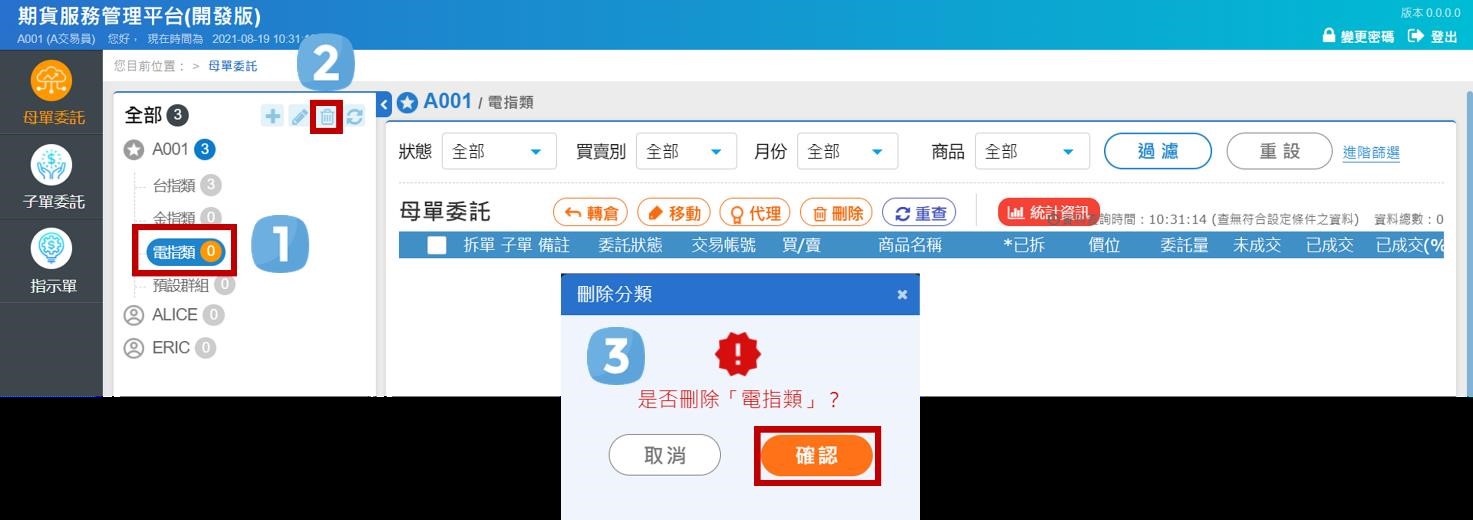 期貨服務管理平台(開發版)
版本 0.0.0.0
A001 (A交易員) 您好， 現在時間為 2021-08-19 10:31:
變更密碼 登出
您目前位置： > 母單委託
母單委託
子單委託
指示單
2
全部 3
A001 3
台指類 3
金指類 0
電指類 0
1
預設群組 0
ALICE 0
ERIC 0
A001 / 電指類
狀態 全部 買賣別 全部 月份 全部 商品 全部 過濾 重設 進階篩選
母單委託 轉倉 移動 代理 刪除 重查 統計資訊 詢時間：10:31:14 (查無符合設定條件之資料) 資料總數：0
拆單 子單 備註 委託狀態 交易帳號 買/賣 商品名稱 *已拆 價位 委託量 未成交 已成交 已成交(%
刪除分類 ×
3
!
是否刪除「電指類」？
取消 確認